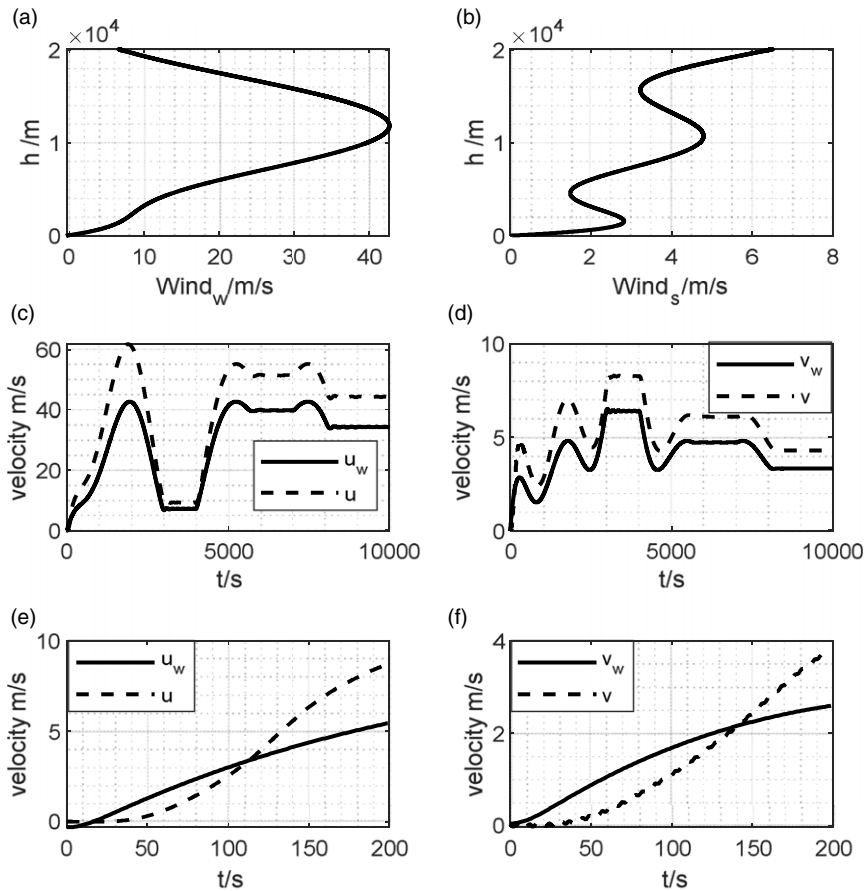 (a)
× 10⁴
2
1
0
h /m
0 10 20 30 40
Wind_w/m/s
(b)
× 10⁴
2
1
0
h /m
0 2 4 6 8
Wind_s/m/s
(c)
60
40
20
0
velocity m/s
u_w
u
0 5000 10000
t/s
(d)
10
5
0
velocity m/s
v_w
v
0 5000 10000
t/s
(e)
10
5
0
velocity m/s
u_w
u
0 50 100 150 200
t/s
(f)
4
2
0
velocity m/s
v_w
v
0 50 100 150 200
t/s